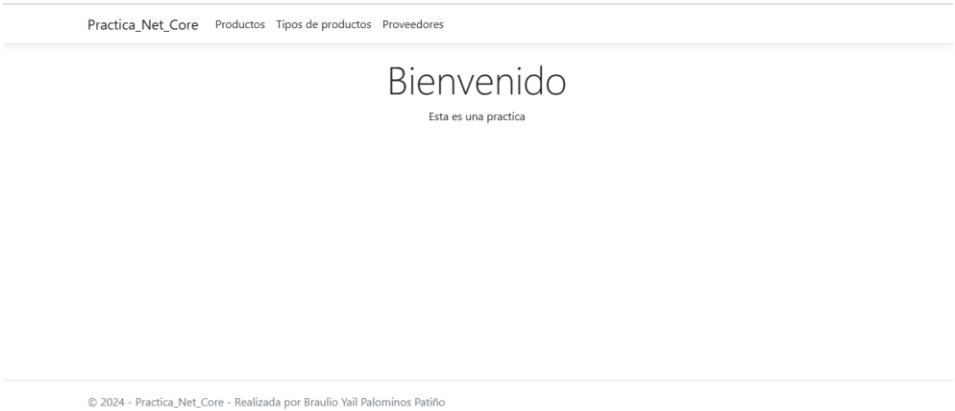 Practica_Net_Core Productos Tipos de productos Proveedores
Bienvenido
Esta es una practica
© 2024 - Practica_Net_Core - Realizada por Braulio Yail Palominos Patiño